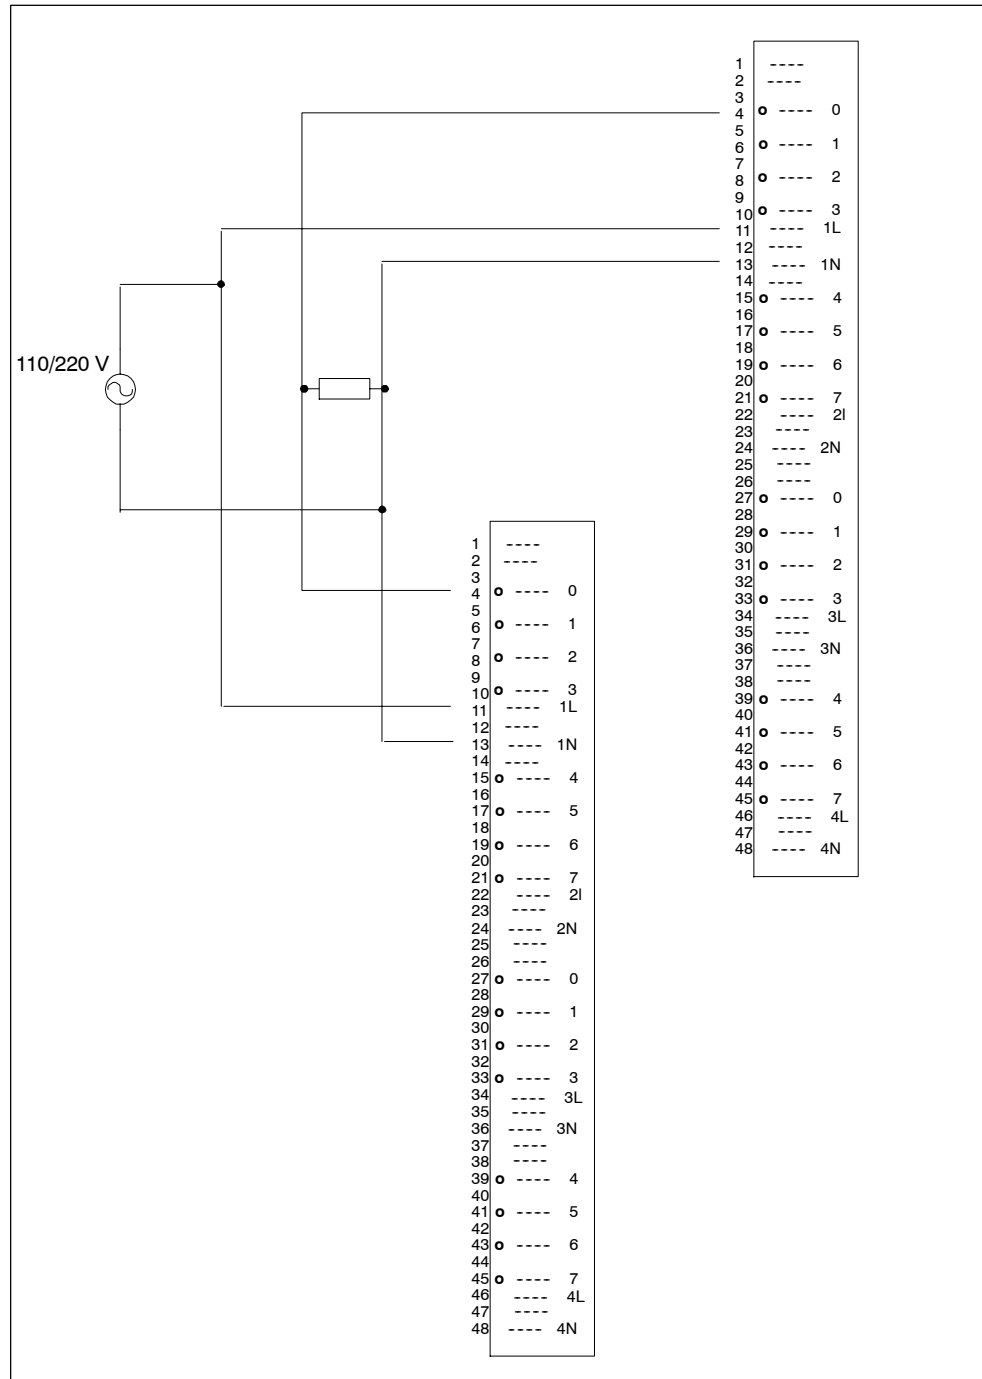 110/220 V
1 ----
2 ----
3
4 o ---- 0
5
6 o ---- 1
7
8 o ---- 2
9
10 o ---- 3
11 ---- 1L
12 ----
13 ---- 1N
14 ----
15 o ---- 4
16
17 o ---- 5
18
19 o ---- 6
20
21 o ---- 7
22 ---- 2l
23 ----
24 ---- 2N
25 ----
26 ----
27 o ---- 0
28
29 o ---- 1
30
31 o ---- 2
32
33 o ---- 3
34 ---- 3L
35 ----
36 ---- 3N
37 ----
38 ----
39 o ---- 4
40
41 o ---- 5
42
43 o ---- 6
44
45 o ---- 7
46 ---- 4L
47 ----
48 ---- 4N
1 ----
2 ----
3
4 o ---- 0
5
6 o ---- 1
7
8 o ---- 2
9
10 o ---- 3
11 ---- 1L
12 ----
13 ---- 1N
14 ----
15 o ---- 4
16
17 o ---- 5
18
19 o ---- 6
20
21 o ---- 7
22 ---- 2l
23 ----
24 ---- 2N
25 ----
26 ----
27 o ---- 0
28
29 o ---- 1
30
31 o ---- 2
32
33 o ---- 3
34 ---- 3L
35 ----
36 ---- 3N
37 ----
38 ----
39 o ---- 4
40
41 o ---- 5
42
43 o ---- 6
44
45 o ---- 7
46 ---- 4L
47 ----
48 ---- 4N